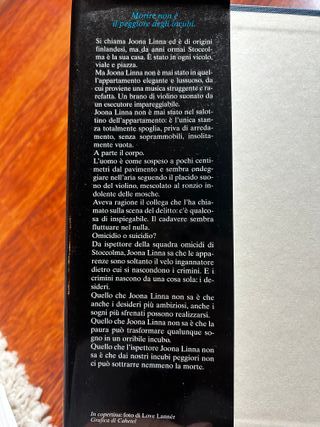 Morire non è
il peggiore degli incubi.
Si chiama Joona Linna ed è di origini
finlandesi, ma da anni ormai Stoccol-
ma è la sua casa. È stato in ogni vicolo,
viale e piazza.
Ma Joona Linna non è mai stato in quel-
l'appartamento elegante e lussuoso, da
cui proviene una musica struggente e ra-
refatta. Un brano di violino suonato da
un esecutore impareggiabile.
Joona Linna non è mai stato nel salot-
tino dell'appartamento: è l'unica stan-
za totalmente spoglia, priva di arreda-
mento, senza soprammobili, insolita-
mente vuota.
A parte il corpo.
L'uomo è come sospeso a pochi centi-
metri dal pavimento e sembra ondeg-
giare nell'aria seguendo il placido suo-
no del violino, mescolato al ronzio in-
dolente delle mosche.
Aveva ragione il collega che l'ha chia-
mato sulla scena del delitto: c'è qualco-
sa di inspiegabile. Il cadavere sembra
fluttuare nel nulla.
Omicidio o suicidio?
Da ispettore della squadra omicidi di
Stoccolma, Joona Linna sa che le appa-
renze sono soltanto il velo ingannatore
dietro cui si nascondono i crimini. E i
crimini nascono da una cosa sola: i de-
sideri.
Quello che Joona Linna non sa è che
anche i desideri più ambiziosi, anche i
sogni più sfrenati possono realizzarsi.
Quello che Joona Linna non sa è che la
paura può trasformare qualunque so-
gno in un orribile incubo.
Quello che l'ispettore Joona Linna non
sa è che dai nostri incubi peggiori non
ci può sottrarre nemmeno la morte.
In copertina: foto di Love Lannér
Grafica di Cahetel